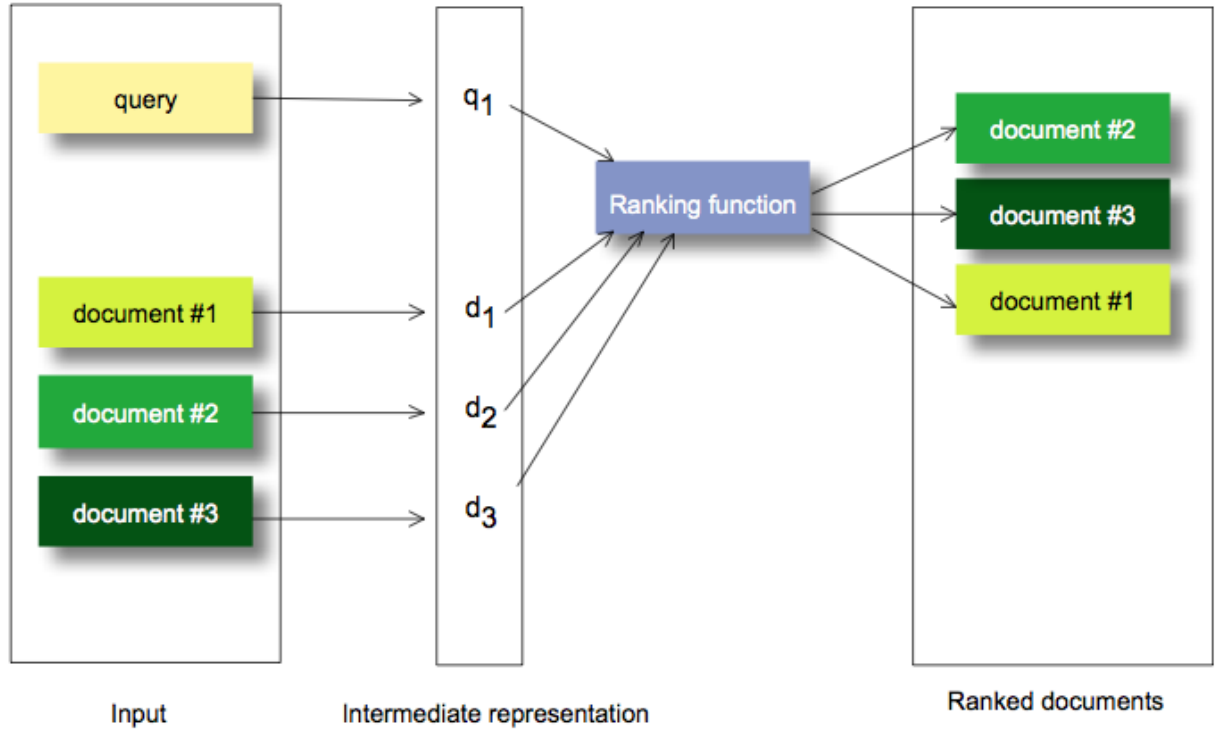 query
document #1
document #2
document #3
Input
q1
d1
d2
d3
Intermediate representation
Ranking function
document #2
document #3
document #1
Ranked documents